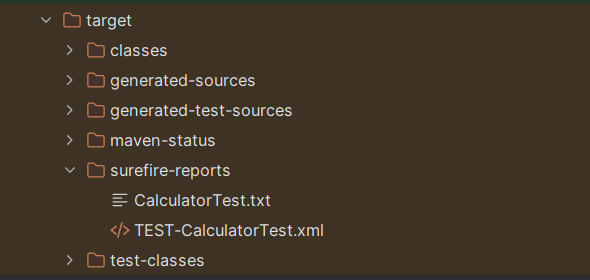 target
classes
generated-sources
generated-test-sources
maven-status
surefire-reports
CalculatorTest.txt
TEST-CalculatorTest.xml
test-classes